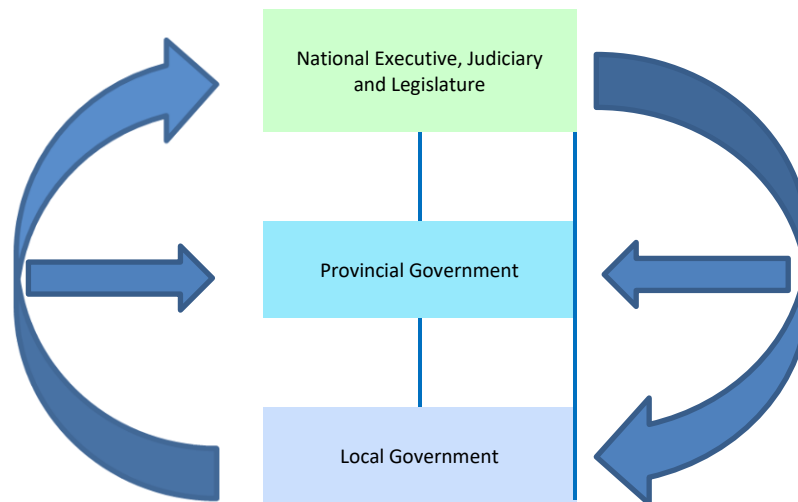 National Executive, Judiciary
and Legislature
Provincial Government
Local Government